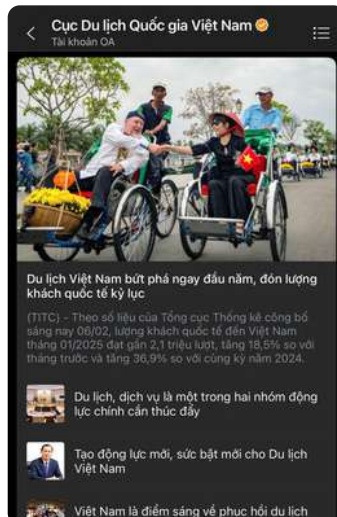 Cục Du lịch Quốc gia Việt Nam
Tài khoản OA
Du lịch Việt Nam bứt phá ngay đầu năm, đón lượng
khách quốc tế kỷ lục
(TITC) - Theo số liệu của Tổng cục Thống kê công bố
sáng nay 06/02, lượng khách quốc tế đến Việt Nam
tháng 01/2025 đạt gần 2,1 triệu lượt, tăng 18,5% so với
tháng trước và tăng 36,9% so với cùng kỳ năm 2024.
Du lịch, dịch vụ là một trong hai nhóm động
lực chính cần thúc đẩy
Tạo động lực mới, sức bật mới cho Du lịch
Việt Nam
Việt Nam là điểm sáng về phục hồi du lịch